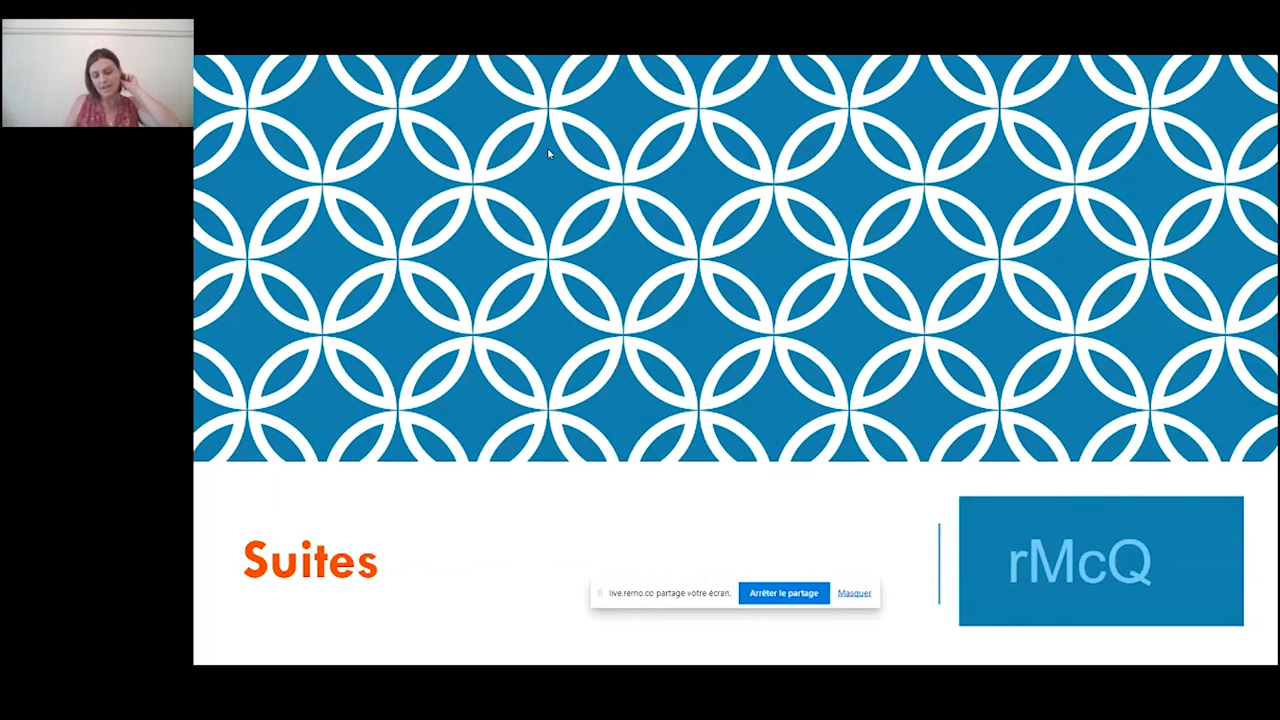 Suites
rMcQ
live.remo.co partage votre écran.
Arrêter le partage
Masquer